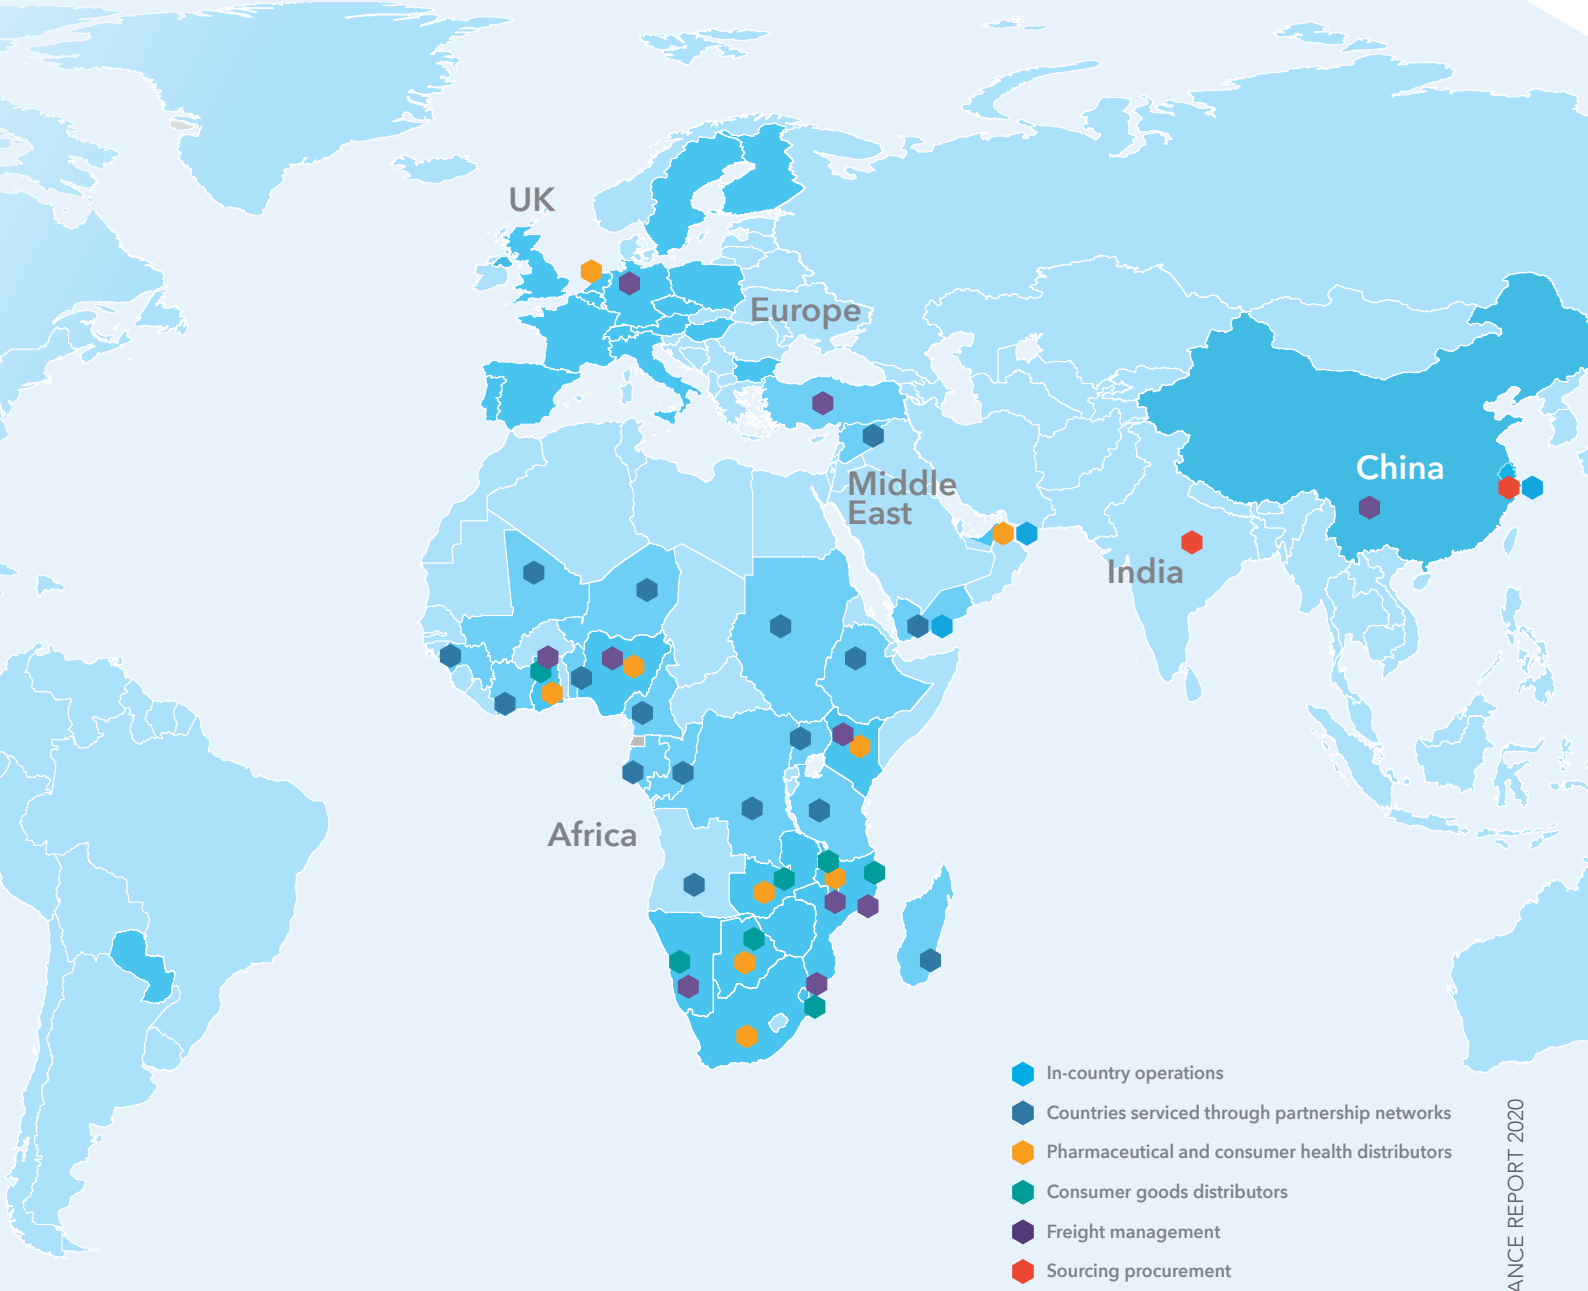 UK
Europe
Middle
East
China
India
Africa
In-country operations
Countries serviced through partnership networks
Pharmaceutical and consumer health distributors
Consumer goods distributors
Freight management
Sourcing procurement
REPORT 2020